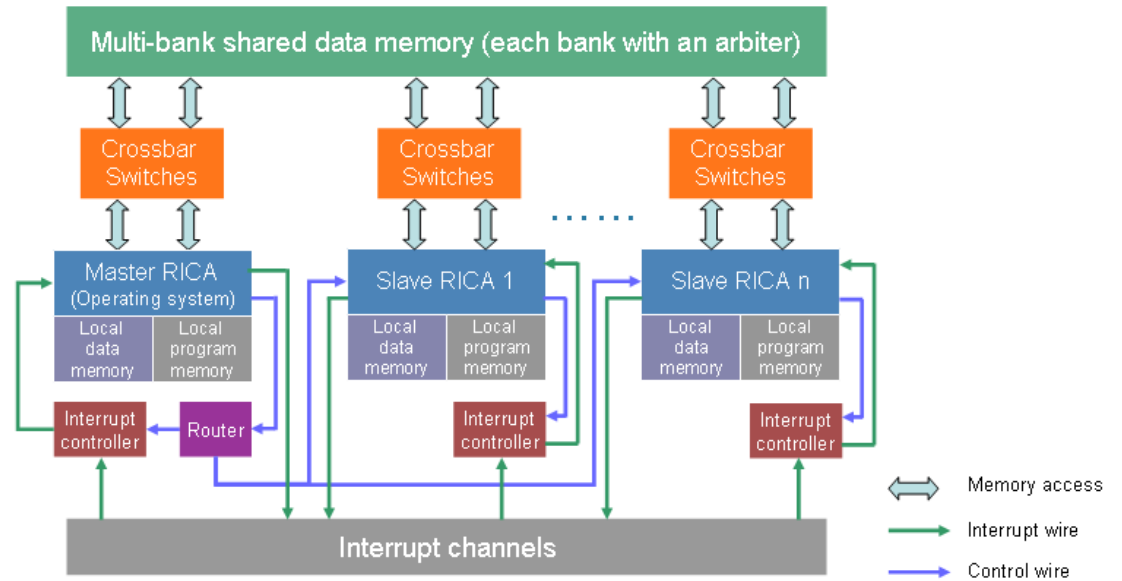 Multi-bank shared data memory (each bank with an arbiter)
Crossbar
Switches
Crossbar
Switches
Crossbar
Switches
......
Master RICA
(Operating system)
Slave RICA 1
Slave RICA n
Local
data
memory
Local
program
memory
Local
data
memory
Local
program
memory
Local
data
memory
Local
program
memory
Interrupt
controller
Router
Interrupt
controller
Interrupt
controller
Interrupt channels
Memory access
Interrupt wire
Control wire